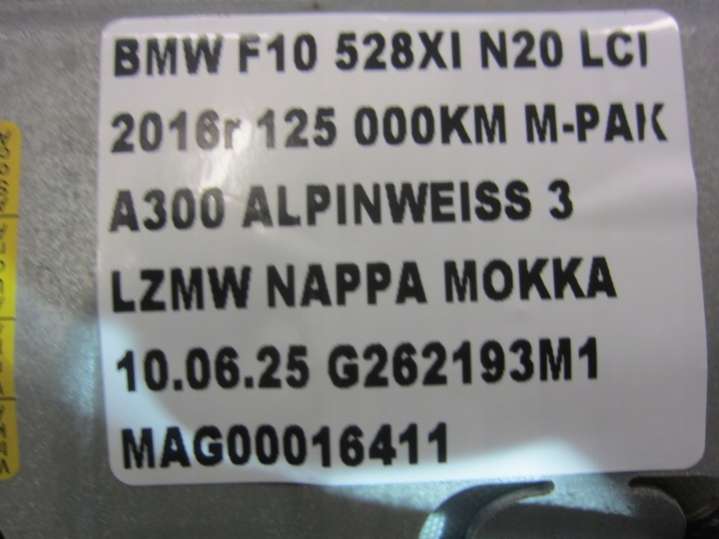 BMW F10 528XI N20 LCI
2016r 125 000KM M-PAK
A300 ALPINWEISS 3
LZMW NAPPA MOKKA
10.06.25 G262193M1
MAG00016411